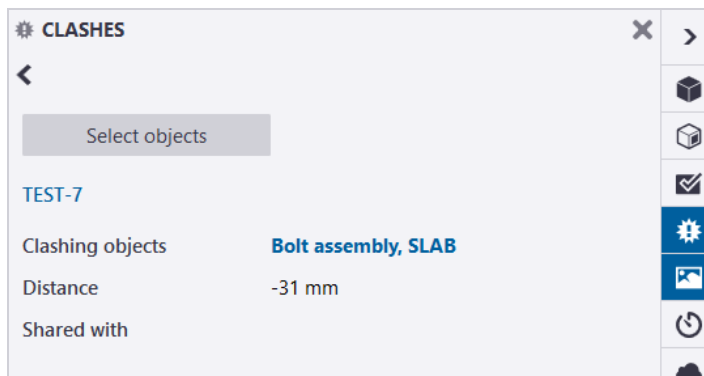 CLASHES
Select objects
TEST-7
Clashing objects Bolt assembly, SLAB
Distance -31 mm
Shared with